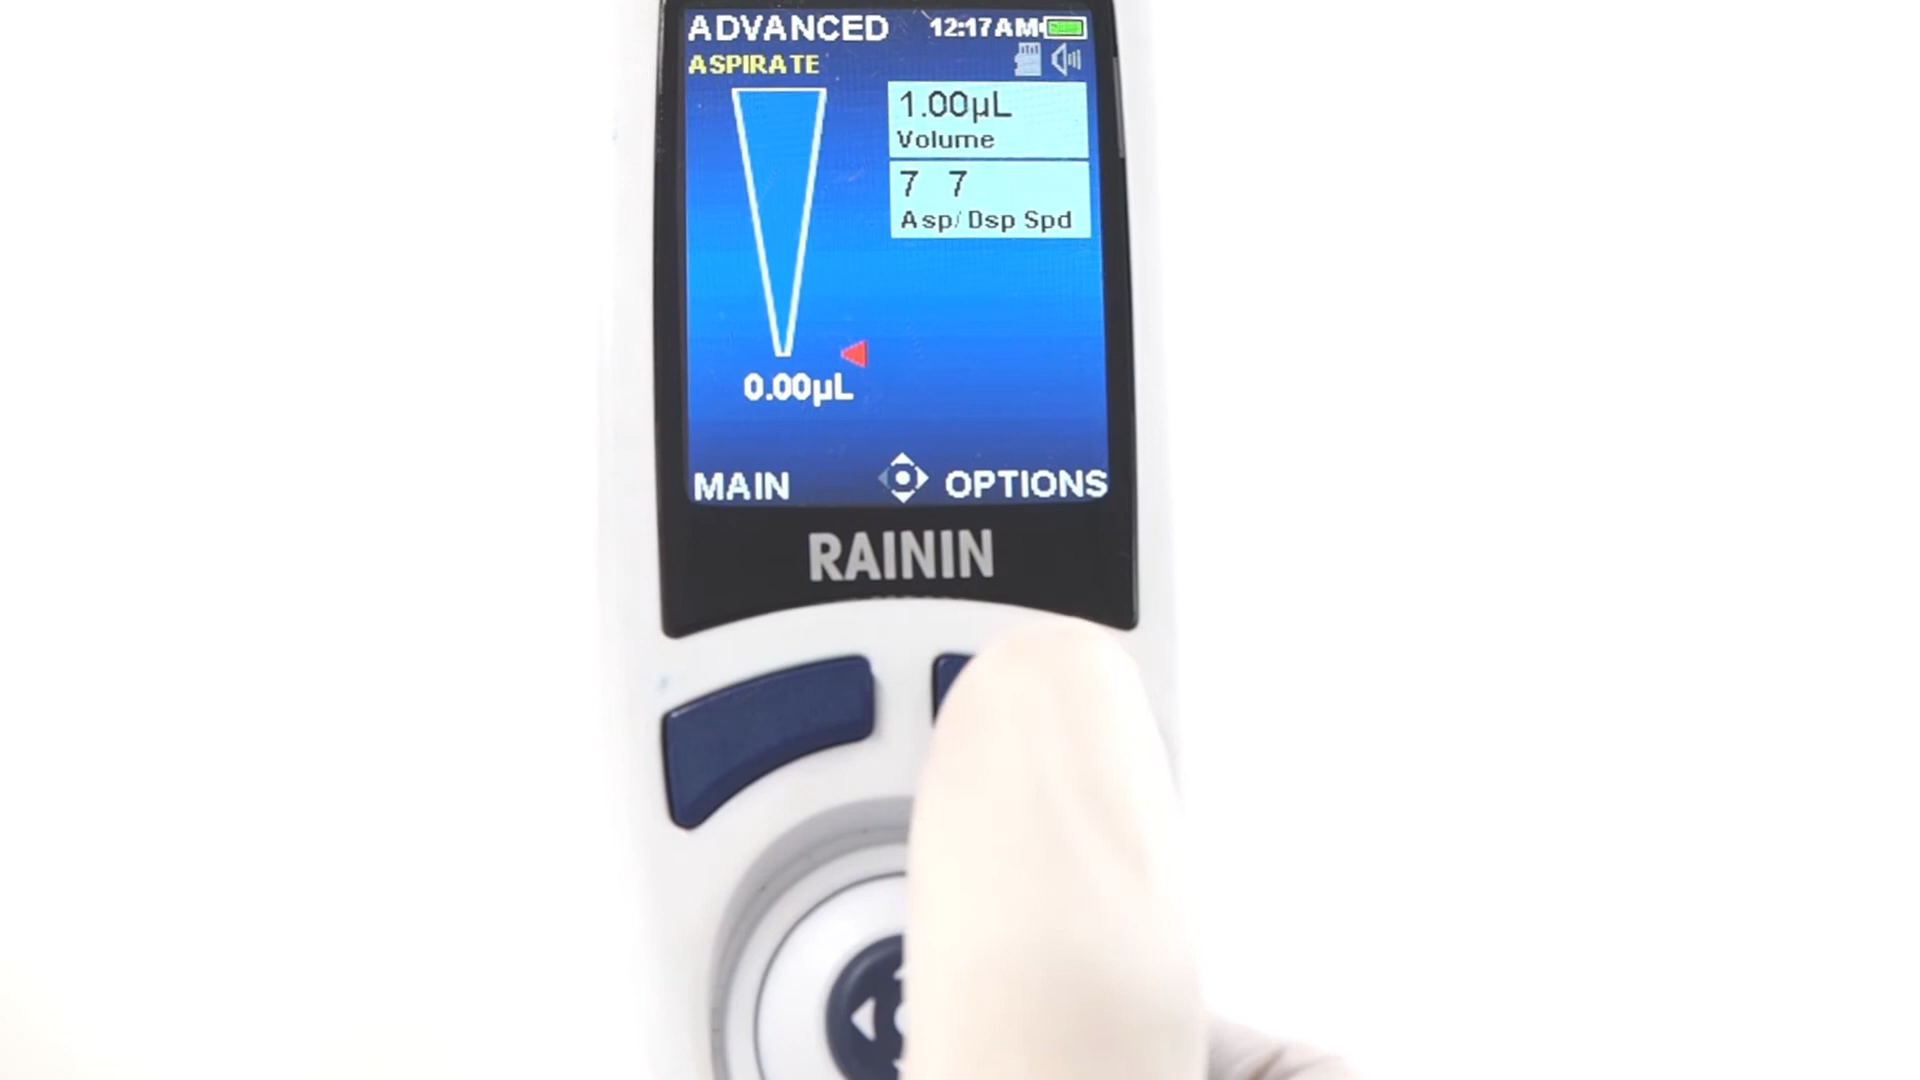 ADVANCED 12:17AM
ASPIRATE
1.00µL
Volume
7 7
Asp/Dsp Spd
0.00µL
MAIN OPTIONS
RAININ